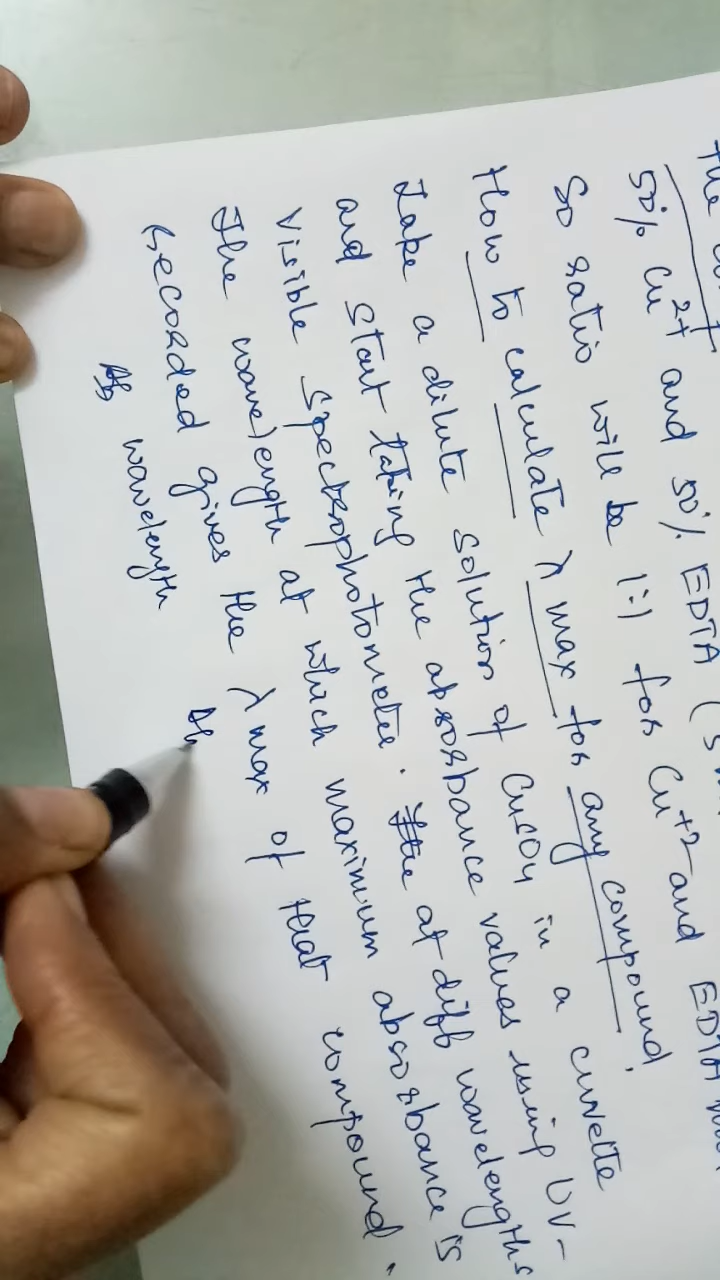 the
50% Cu2+ and 50% EDTA (
So ratio will be 1:1 for Cu+2 and EDTA
How to calculate λ max for any compound!
Take a dilute solution of CuSO4 in a cuvette
and start taking the absorbance values using UV-
visible spectrophotometer. at diff wavelengths
The wavelength at which maximum absorbance is
recorded gives the λ max of that compound.
wavelength